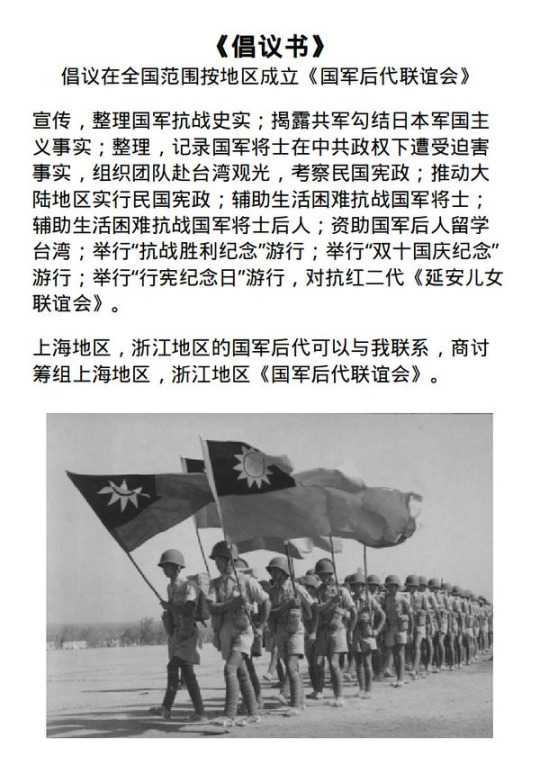 《倡议书》
倡议在全国范围按地区成立《国军后代联谊会》
宣传，整理国军抗战史实；揭露共军勾结日本军国主
义事实；整理，记录国军将士在中共政权下遭受迫害
事实，组织团队赴台湾观光，考察民国宪政；推动大
陆地区实行民国宪政；辅助生活困难抗战国军将士；
辅助生活困难抗战国军将士后人；资助国军后人留学
台湾；举行“抗战胜利纪念”游行；举行“双十国庆纪念”
游行；举行“行宪纪念日”游行，对抗红二代《延安儿女
联谊会》。
上海地区，浙江地区的国军后代可以与我联系，商讨
筹组上海地区，浙江地区《国军后代联谊会》。